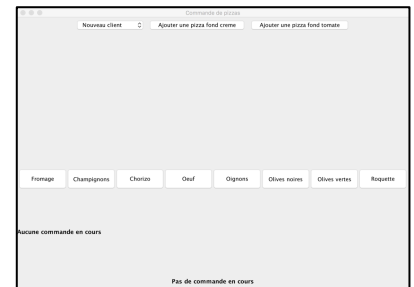 Commande de pizzas
Nouveau client Ajouter une pizza fond creme Ajouter une pizza fond tomate
Fromage Champignons Chorizo Oeuf Oignons Olives noires Olives vertes Roquette
Aucune commande en cours
Pas de commande en cours